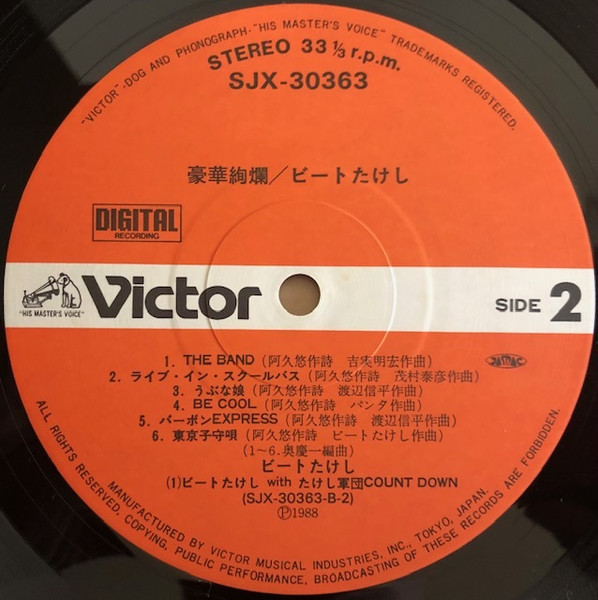 "VICTOR"-DOG AND PHONOGRAPH-"HIS MASTER'S VOICE" TRADEMARKS REGISTERED.
STEREO 33 1/3 r.p.m.
SJX-30363
豪華絢爛／ビートたけし
DIGITAL
RECORDING
"HIS MASTER'S VOICE"
Victor
SIDE 2
1. THE BAND (阿久悠作詩 吉実明宏作曲)
2. ライブ・イン・スクールバス (阿久悠作詩 茂村泰彦作曲)
3. うぶな娘 (阿久悠作詩 渡辺信平作曲)
4. BE COOL (阿久悠作詩 パンタ作曲)
5. バーボンEXPRESS (阿久悠作詩 渡辺信平作曲)
6. 東京子守唄 (阿久悠作詩 ビートたけし作曲)
(1〜6.奥慶一編曲)
JASRAC
ビートたけし
(1)ビートたけし with たけし軍団COUNT DOWN
(SJX-30363-B-2)
Ⓟ1988
ALL RIGHTS RESERVED. COPYING, PUBLIC PERFORMANCE, BROADCASTING OF THESE RECORDS ARE FORBIDDEN.
MANUFACTURED BY VICTOR MUSICAL INDUSTRIES, INC., TOKYO, JAPAN.